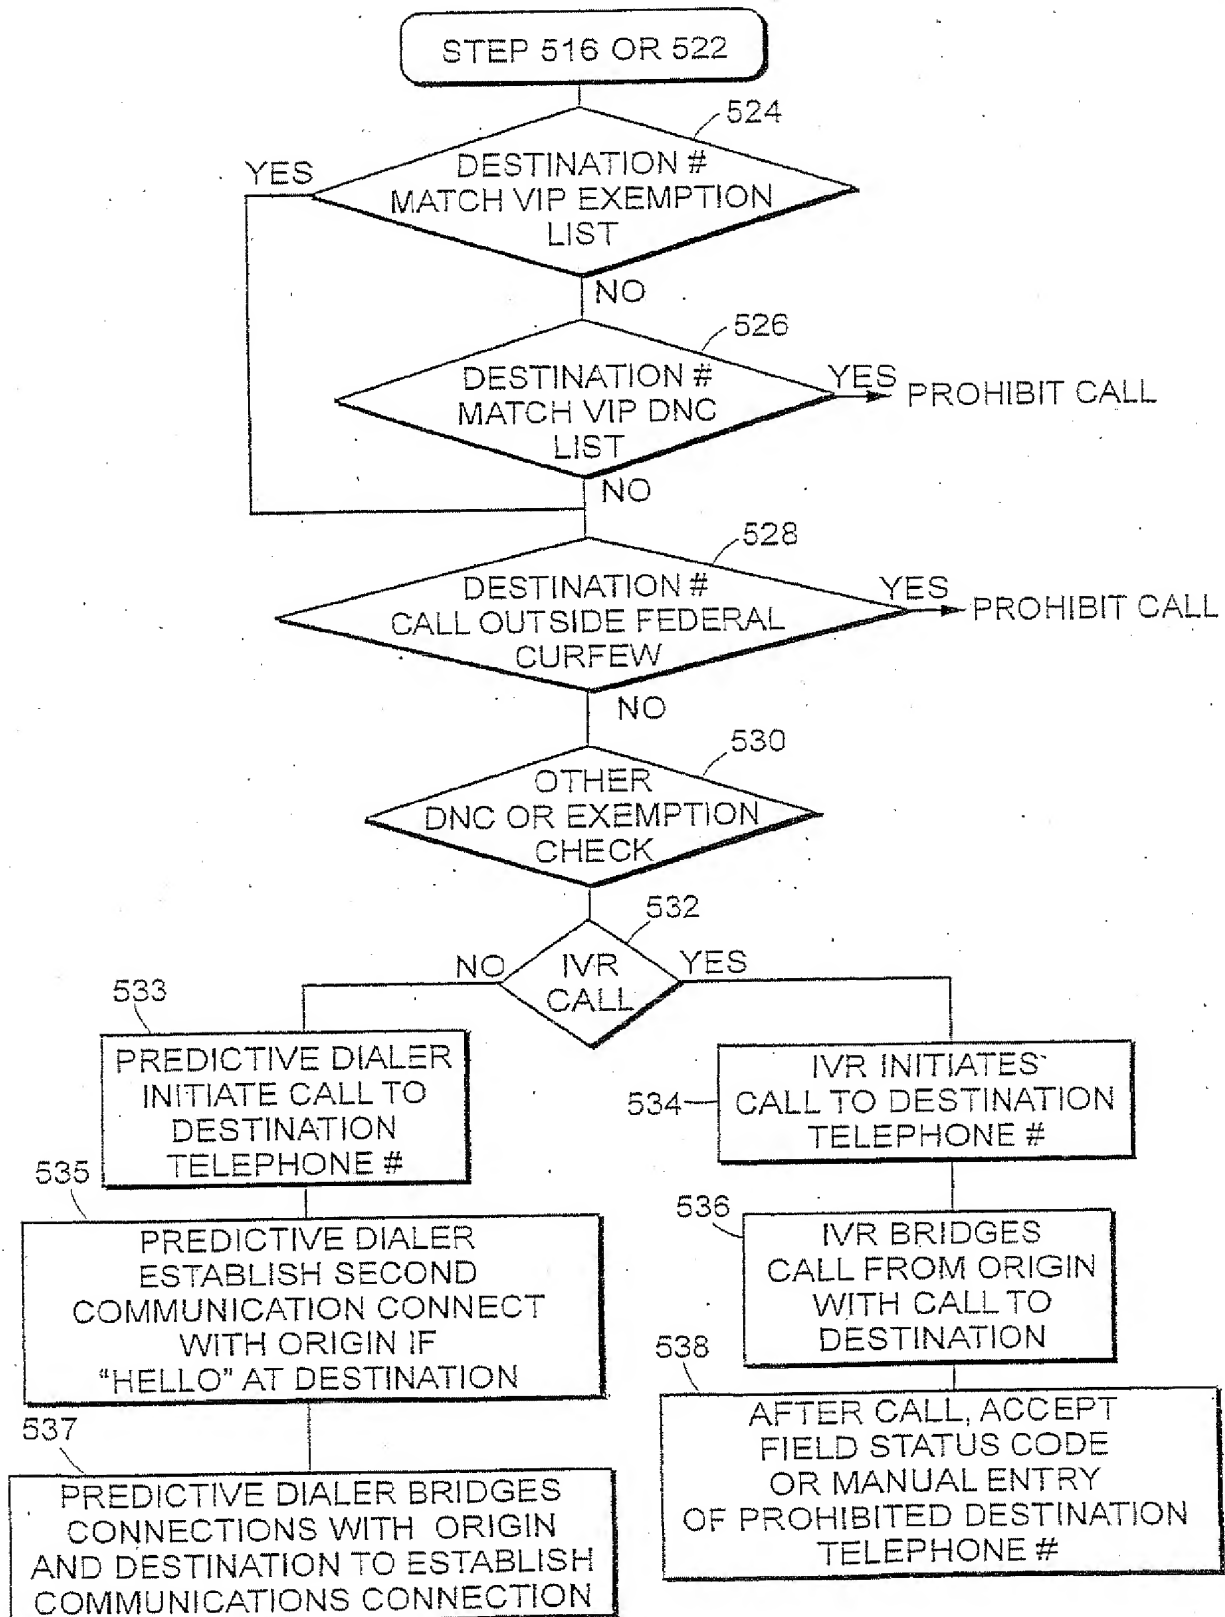 STEP 516 OR 522
524
YES
DESTINATION #
MATCH VIP EXEMPTION
LIST
NO
526
DESTINATION #
MATCH VIP DNC
LIST
YES
PROHIBIT CALL
NO
528
DESTINATION #
CALL OUTSIDE FEDERAL
CURFEW
YES
PROHIBIT CALL
NO
530
OTHER
DNC OR EXEMPTION
CHECK
532
NO
IVR
CALL
YES
533
PREDICTIVE DIALER
INITIATE CALL TO
DESTINATION
TELEPHONE #
534
IVR INITIATES
CALL TO DESTINATION
TELEPHONE #
535
PREDICTIVE DIALER
ESTABLISH SECOND
COMMUNICATION CONNECT
WITH ORIGIN IF
"HELLO" AT DESTINATION
536
IVR BRIDGES
CALL FROM ORIGIN
WITH CALL TO
DESTINATION
537
PREDICTIVE DIALER BRIDGES
CONNECTIONS WITH ORIGIN
AND DESTINATION TO ESTABLISH
COMMUNICATIONS CONNECTION
538
AFTER CALL, ACCEPT
FIELD STATUS CODE
OR MANUAL ENTRY
OF PROHIBITED DESTINATION
TELEPHONE #